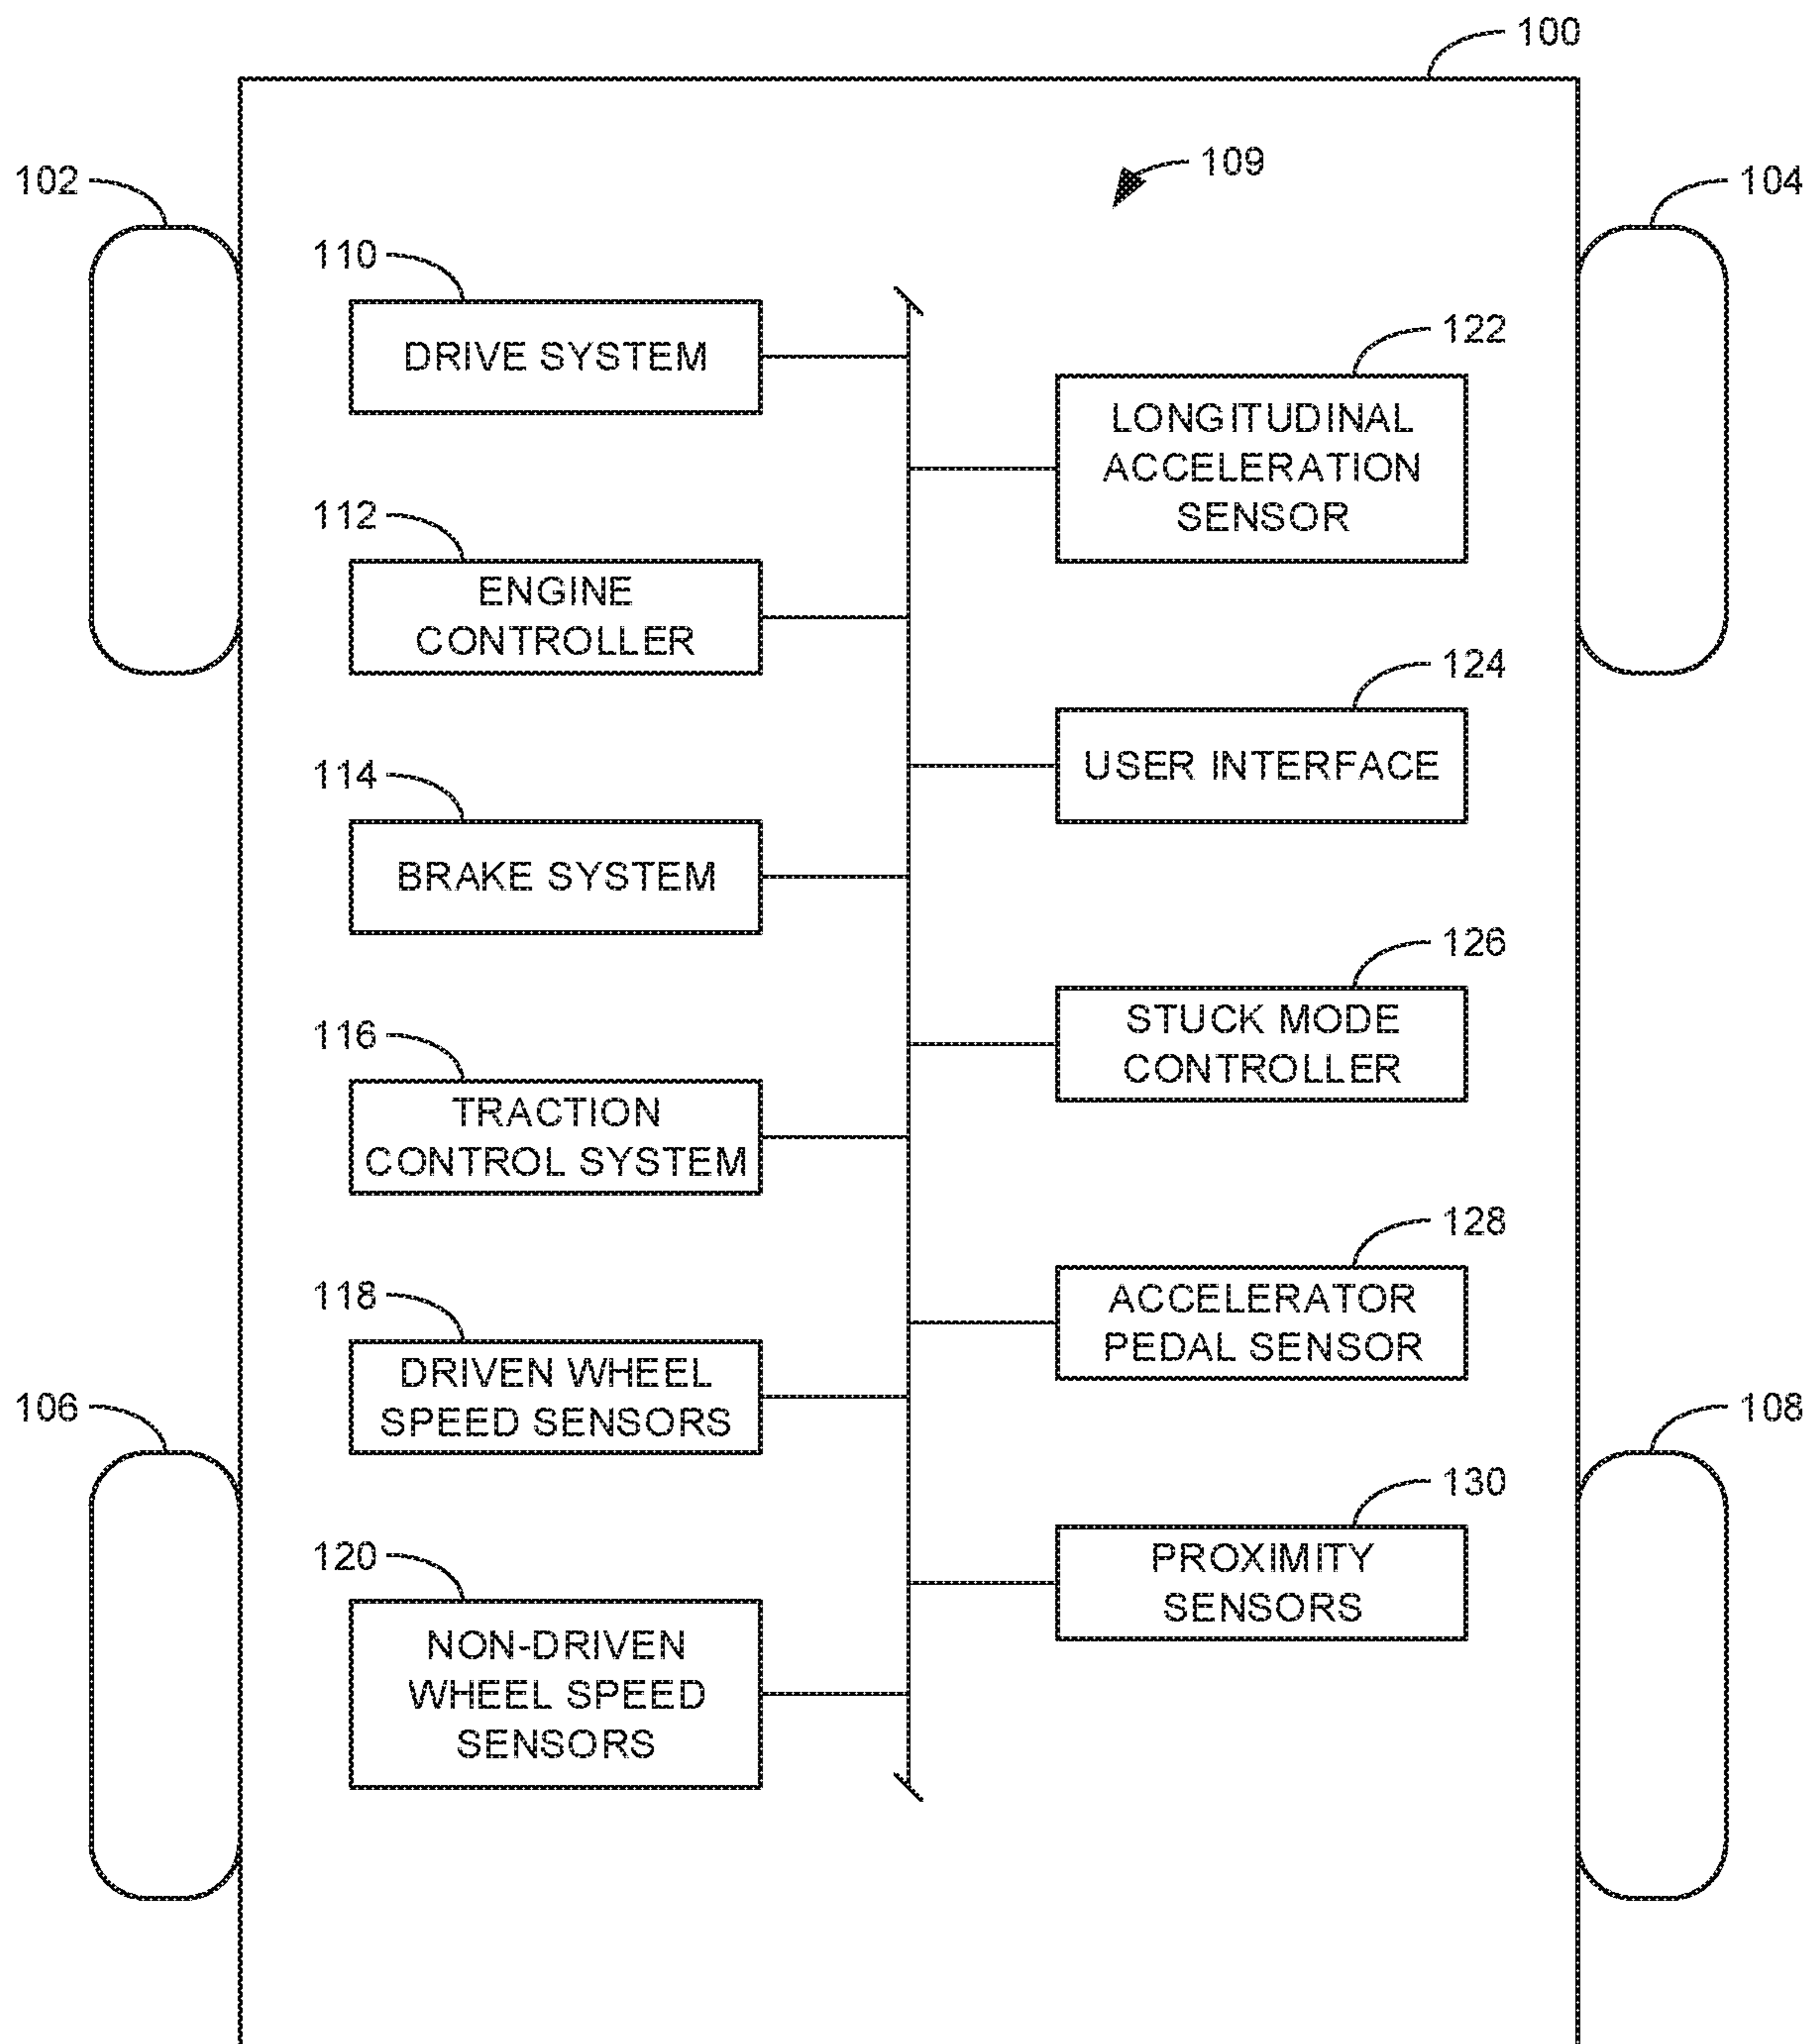 100
109
102
104
110
DRIVE SYSTEM
122
LONGITUDINAL
ACCELERATION
SENSOR
112
ENGINE
CONTROLLER
124
USER INTERFACE
114
BRAKE SYSTEM
126
STUCK MODE
CONTROLLER
116
TRACTION
CONTROL SYSTEM
128
ACCELERATOR
PEDAL SENSOR
118
DRIVEN WHEEL
SPEED SENSORS
106
108
130
PROXIMITY
SENSORS
120
NON-DRIVEN
WHEEL SPEED
SENSORS